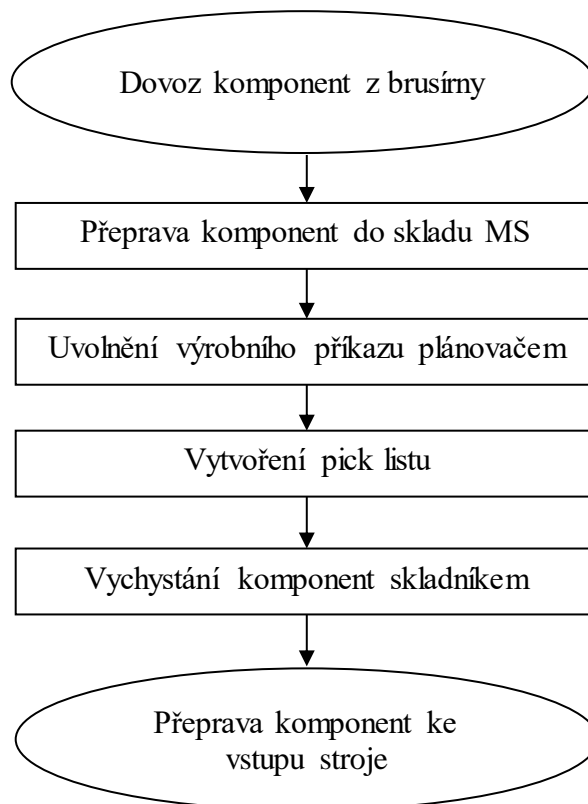 Dovoz komponent z brusírny
Přeprava komponent do skladu MS
Uvolnění výrobního příkazu plánovačem
Vytvoření pick listu
Vychystání komponent skladníkem
Přeprava komponent ke
vstupu stroje